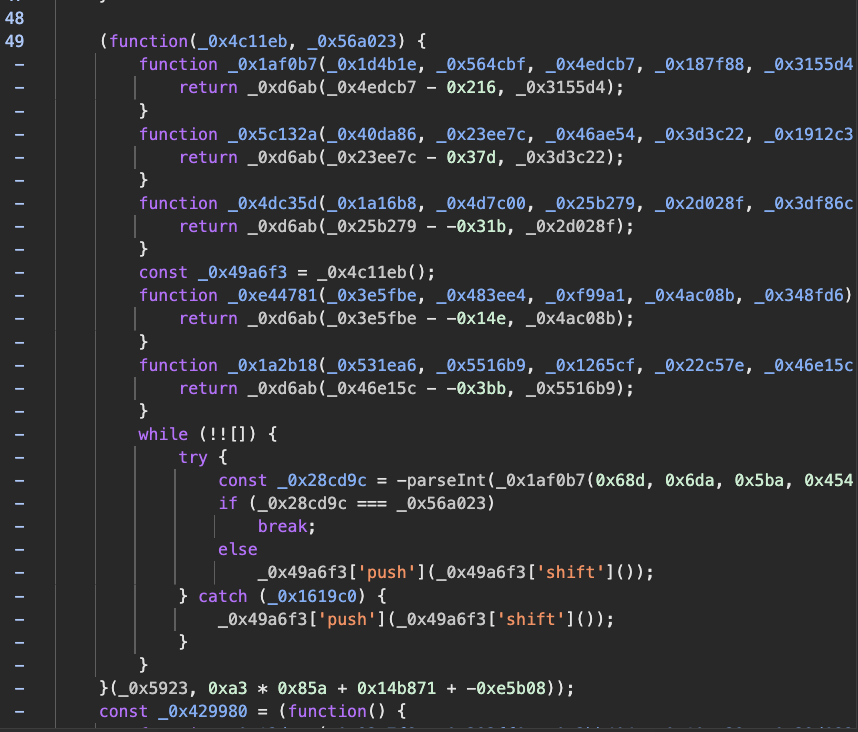 48
49 (function(_0x4c11eb, _0x56a023) {
- function _0x1af0b7(_0x1d4b1e, _0x564cbf, _0x4edcb7, _0x187f88, _0x3155d4
- return _0xd6ab(_0x4edcb7 - 0x216, _0x3155d4);
- }
- function _0x5c132a(_0x40da86, _0x23ee7c, _0x46ae54, _0x3d3c22, _0x1912c3
- return _0xd6ab(_0x23ee7c - 0x37d, _0x3d3c22);
- }
- function _0x4dc35d(_0x1a16b8, _0x4d7c00, _0x25b279, _0x2d028f, _0x3df86c
- return _0xd6ab(_0x25b279 - -0x31b, _0x2d028f);
- }
- const _0x49a6f3 = _0x4c11eb();
- function _0xe44781(_0x3e5fbe, _0x483ee4, _0xf99a1, _0x4ac08b, _0x348fd6)
- return _0xd6ab(_0x3e5fbe - -0x14e, _0x4ac08b);
- }
- function _0x1a2b18(_0x531ea6, _0x5516b9, _0x1265cf, _0x22c57e, _0x46e15c
- return _0xd6ab(_0x46e15c - -0x3bb, _0x5516b9);
- }
- while (!![]) {
- try {
- const _0x28cd9c = -parseInt(_0x1af0b7(0x68d, 0x6da, 0x5ba, 0x454
- if (_0x28cd9c === _0x56a023)
- break;
- else
- _0x49a6f3['push'](_0x49a6f3['shift']());
- } catch (_0x1619c0) {
- _0x49a6f3['push'](_0x49a6f3['shift']());
- }
- }
- }(_0x5923, 0xa3 * 0x85a + 0x14b871 + -0xe5b08));
- const _0x429980 = (function() {